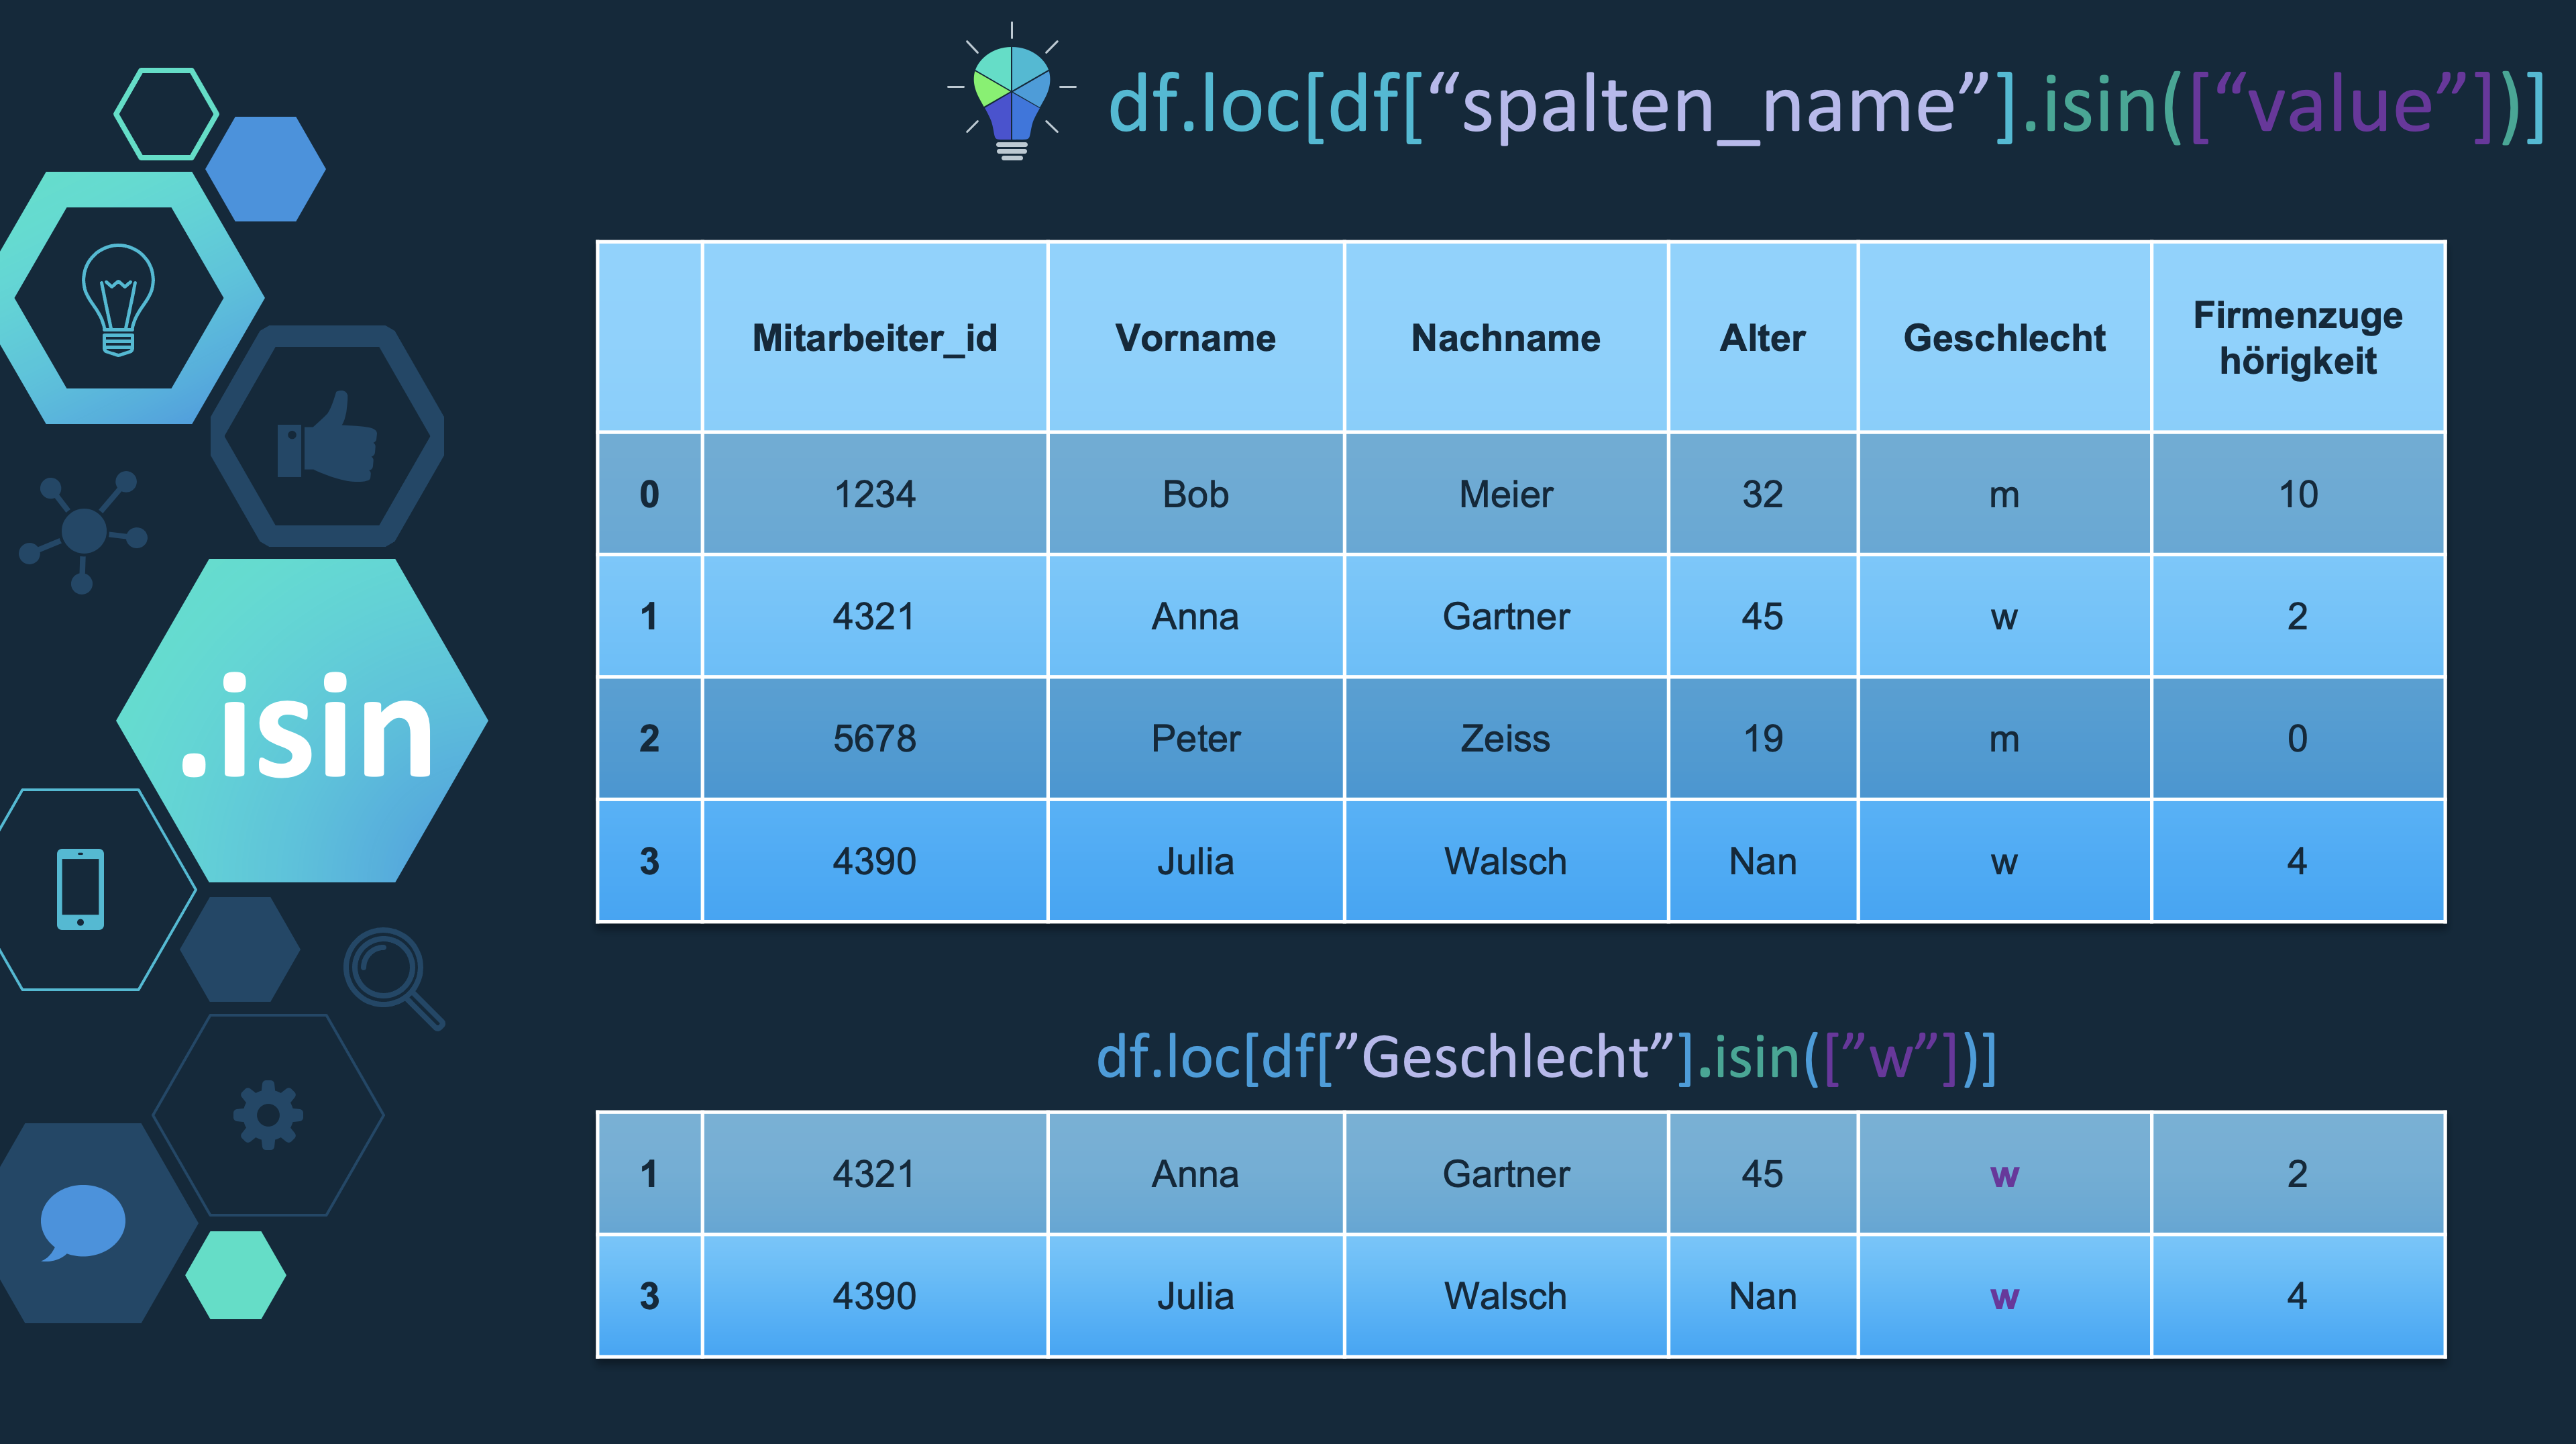 df.loc[df[“spalten_name”].isin([“value”])]
.isin
Mitarbeiter_id Vorname Nachname Alter Geschlecht Firmenzuge
hörigkeit
0 1234 Bob Meier 32 m 10
1 4321 Anna Gartner 45 w 2
2 5678 Peter Zeiss 19 m 0
3 4390 Julia Walsch Nan w 4
df.loc[df[”Geschlecht”].isin([”w”])]
1 4321 Anna Gartner 45 w 2
3 4390 Julia Walsch Nan w 4